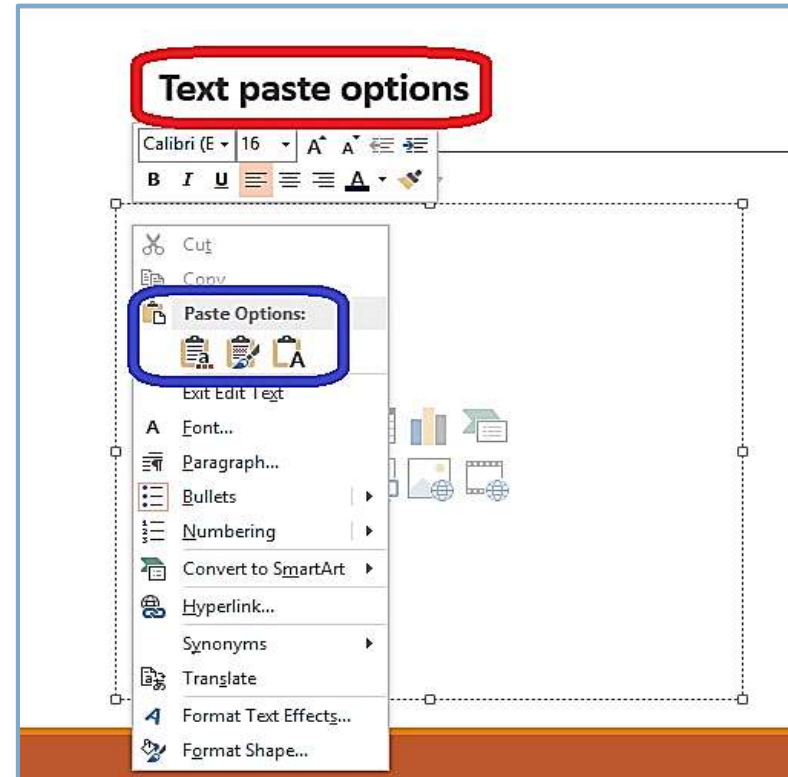 Text paste options
Calibri (E 16 A A
B I U A
Cut
Copy
Paste Options:
Exit Edit Text
A Font...
Paragraph...
Bullets
Numbering
Convert to SmartArt
Hyperlink...
Synonyms
Translate
A Format Text Effects...
Format Shape...